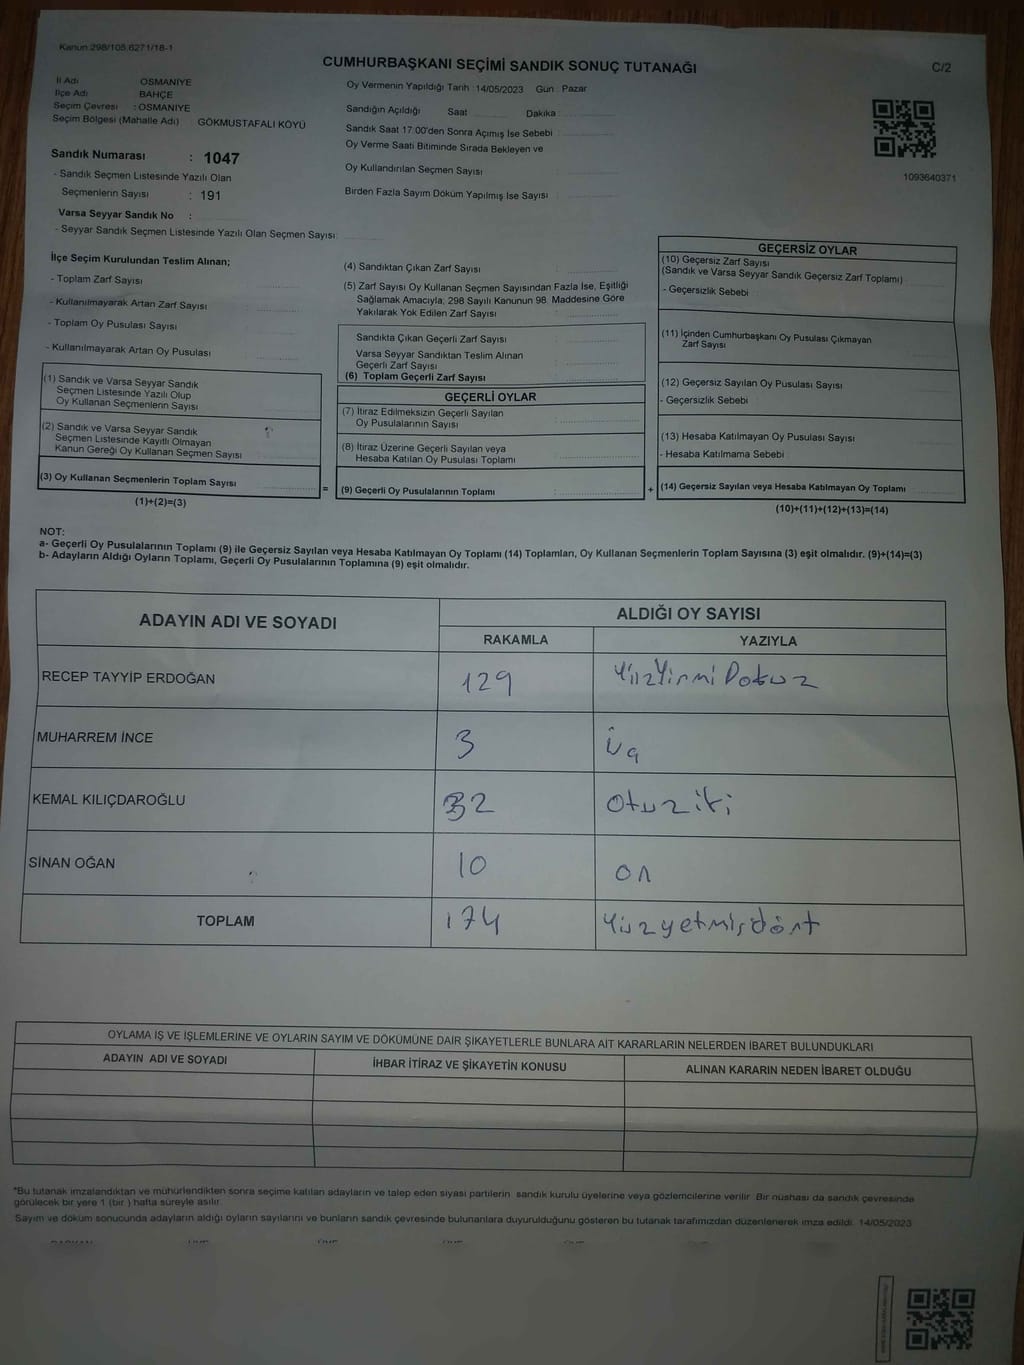 Kanun 298/105,6271/18-1
CUMHURBAŞKANI SEÇİMİ SANDIK SONUÇ TUTANAĞI
C/2
İl Adı OSMANİYE
İlçe Adı BAHÇE
Seçim Çevresi : OSMANİYE
Seçim Bölgesi (Mahalle Adı) GÖKMUSTAFALI KÖYÜ
Oy Vermenin Yapıldığı Tarih 14/05/2023 Gün Pazar
Sandığın Açıldığı Saat Dakika
Sandık Saat 17:00'den Sonra Açımış İse Sebebi
Oy Verme Saati Bitiminde Sırada Bekleyen ve
Oy Kullandırılan Seçmen Sayısı
Birden Fazla Sayım Döküm Yapılmış İse Sayısı
1093640371
Sandık Numarası : 1047
- Sandık Seçmen Listesinde Yazılı Olan
Seçmenlerin Sayısı : 191
Varsa Seyyar Sandık No :
- Seyyar Sandık Seçmen Listesinde Yazılı Olan Seçmen Sayısı:
İlçe Seçim Kurulundan Teslim Alınan;
- Toplam Zarf Sayısı
- Kullanılmayarak Artan Zarf Sayısı
- Toplam Oy Pusulası Sayısı
- Kullanılmayarak Artan Oy Pusulası
(1) Sandık ve Varsa Seyyar Sandık
Seçmen Listesinde Yazılı Olup
Oy Kullanan Seçmenlerin Sayısı
(2) Sandık ve Varsa Seyyar Sandık
Seçmen Listesinde Kayıtlı Olmayan
Kanun Gereği Oy Kullanan Seçmen Sayısı
(3) Oy Kullanan Seçmenlerin Toplam Sayısı
(1)+(2)=(3)
(4) Sandıktan Çıkan Zarf Sayısı
(5) Zarf Sayısı Oy Kullanan Seçmen Sayısından Fazla İse, Eşitliği
Sağlamak Amacıyla; 298 Sayılı Kanunun 98 Maddesine Göre
Yakılarak Yok Edilen Zarf Sayısı
Sandıkta Çıkan Geçerli Zarf Sayısı
Varsa Seyyar Sandıktan Teslim Alınan
Geçerli Zarf Sayısı
(6) Toplam Geçerli Zarf Sayısı
GEÇERLİ OYLAR
(7) İtiraz Edilmeksizin Geçerli Sayılan
Oy Pusulalarının Sayısı
(8) İtiraz Üzerine Geçerli Sayılan veya
Hesaba Katılan Oy Pusulası Toplamı
= (9) Geçerli Oy Pusulalarının Toplamı
GEÇERSİZ OYLAR
(10) Geçersiz Zarf Sayısı
(Sandık ve Varsa Seyyar Sandık Geçersiz Zarf Toplamı)
- Geçersizlik Sebebi
(11) İçinden Cumhurbaşkanı Oy Pusulası Çıkmayan
Zarf Sayısı
(12) Geçersiz Sayılan Oy Pusulası Sayısı
- Geçersizlik Sebebi
(13) Hesaba Katılmayan Oy Pusulası Sayısı
- Hesaba Katılmama Sebebi
+ (14) Geçersiz Sayılan veya Hesaba Katılmayan Oy Toplamı
(10)+(11)+(12)+(13)=(14)
NOT:
a- Geçerli Oy Pusulalarının Toplamı (9) ile Geçersiz Sayılan veya Hesaba Katılmayan Oy Toplamı (14) Toplamları, Oy Kullanan Seçmenlerin Toplam Sayısına (3) eşit olmalıdır. (9)+(14)=(3)
b- Adayların Aldığı Oyların Toplamı, Geçerli Oy Pusulalarının Toplamına (9) eşit olmalıdır.
ADAYIN ADI VE SOYADI ALDIĞI OY SAYISI
RAKAMLA YAZIYLA
RECEP TAYYİP ERDOĞAN 129 YüzYirmiDokuz
MUHARREM İNCE 3 Üç
KEMAL KILIÇDAROĞLU 32 Otuziki
SİNAN OĞAN 10 on
TOPLAM 174 Yüzyetmişdört
OYLAMA İŞ VE İŞLEMLERİNE VE OYLARIN SAYIM VE DÖKÜMÜNE DAİR ŞİKAYETLERLE BUNLARA AİT KARARLARIN NELERDEN İBARET BULUNDUKLARI
ADAYIN ADI VE SOYADI İHBAR İTİRAZ VE ŞİKAYETİN KONUSU ALINAN KARARIN NEDEN İBARET OLDUĞU
*Bu tutanak imzalandıktan ve mühürlendikten sonra seçime katılan adayların ve talep eden siyasi partilerin sandık kurulu üyelerine veya gözlemcilerine verilir Bir nüshası da sandık çevresinde
görülecek bir yere 1 (bir ) hafta süreyle asılır.
Sayım ve döküm sonucunda adayların aldığı oyların sayılarını ve bunların sandık çevresinde bulunanlara duyurulduğunu gösteren bu tutanak tarafımızdan düzenlenerek imza edildi. 14/05/2023